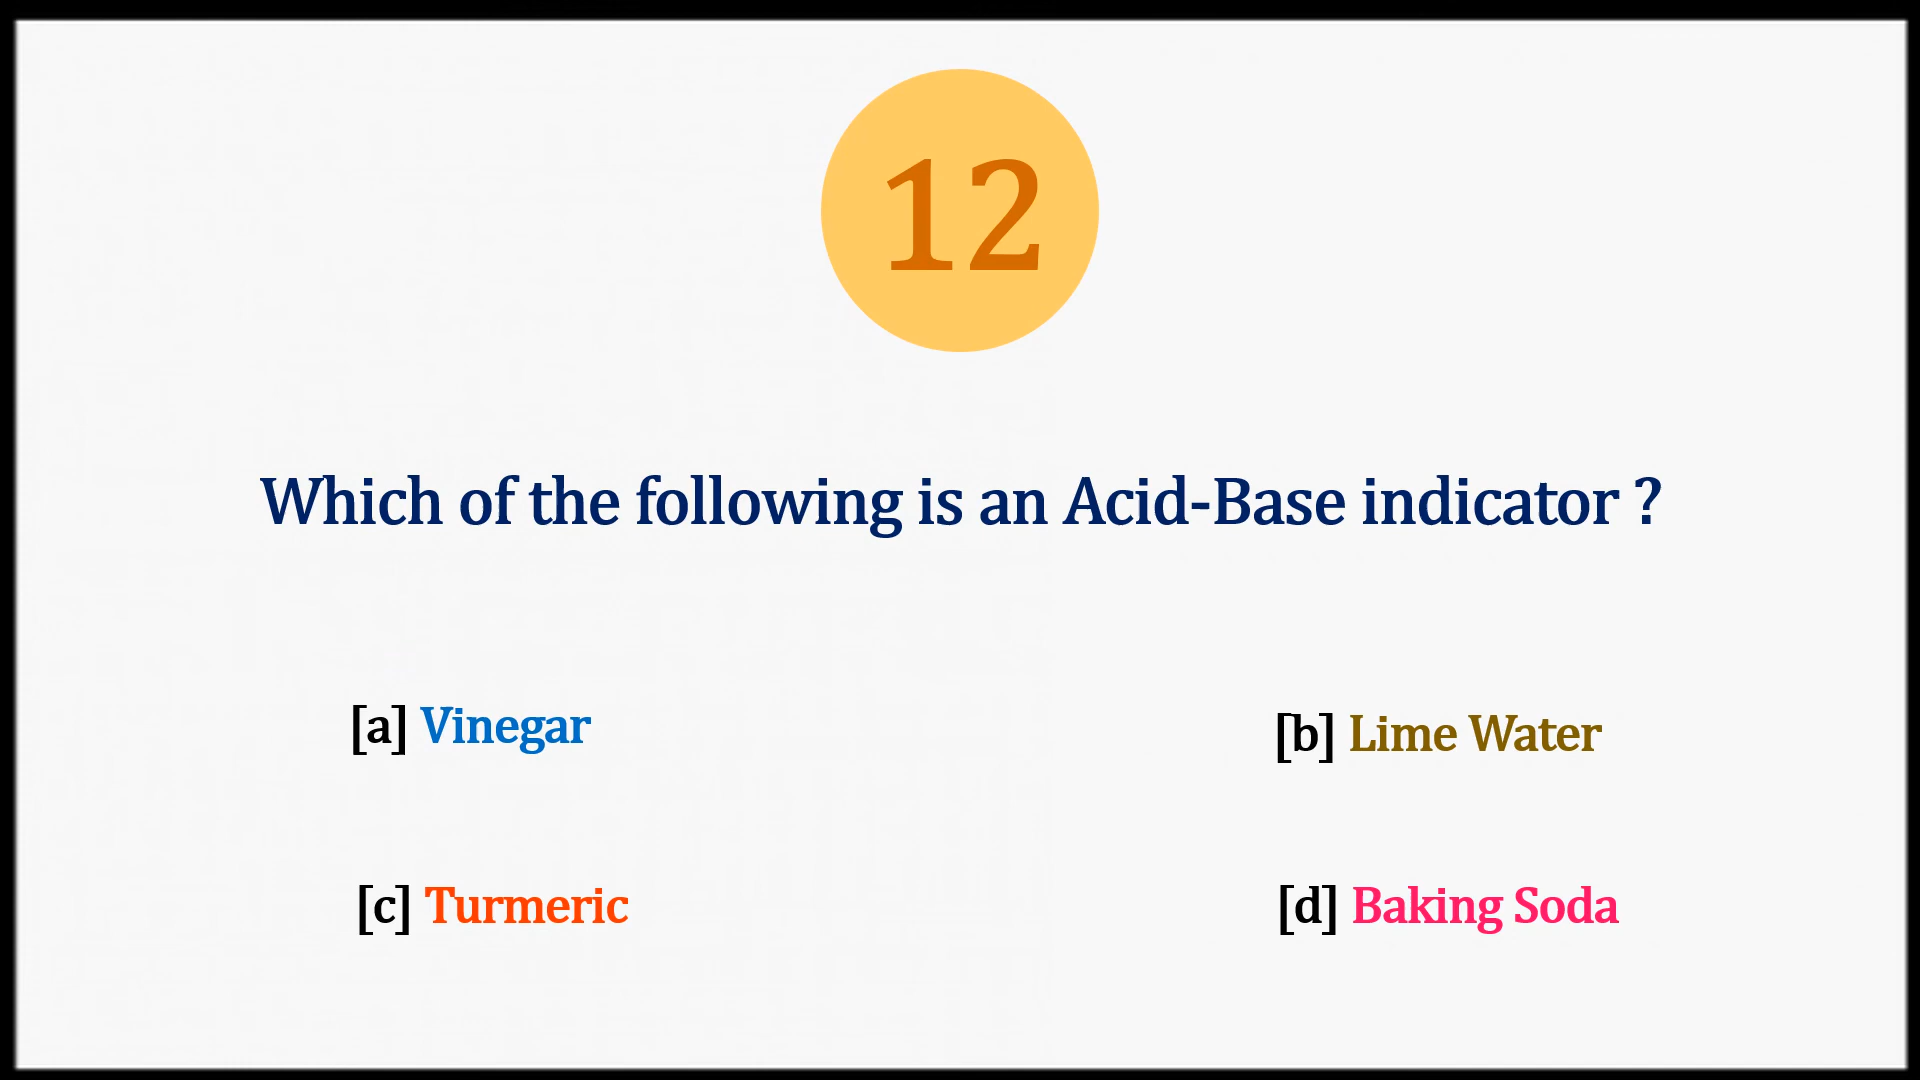 12
Which of the following is an Acid-Base indicator ?
[a] Vinegar
[b] Lime Water
[c] Turmeric
[d] Baking Soda